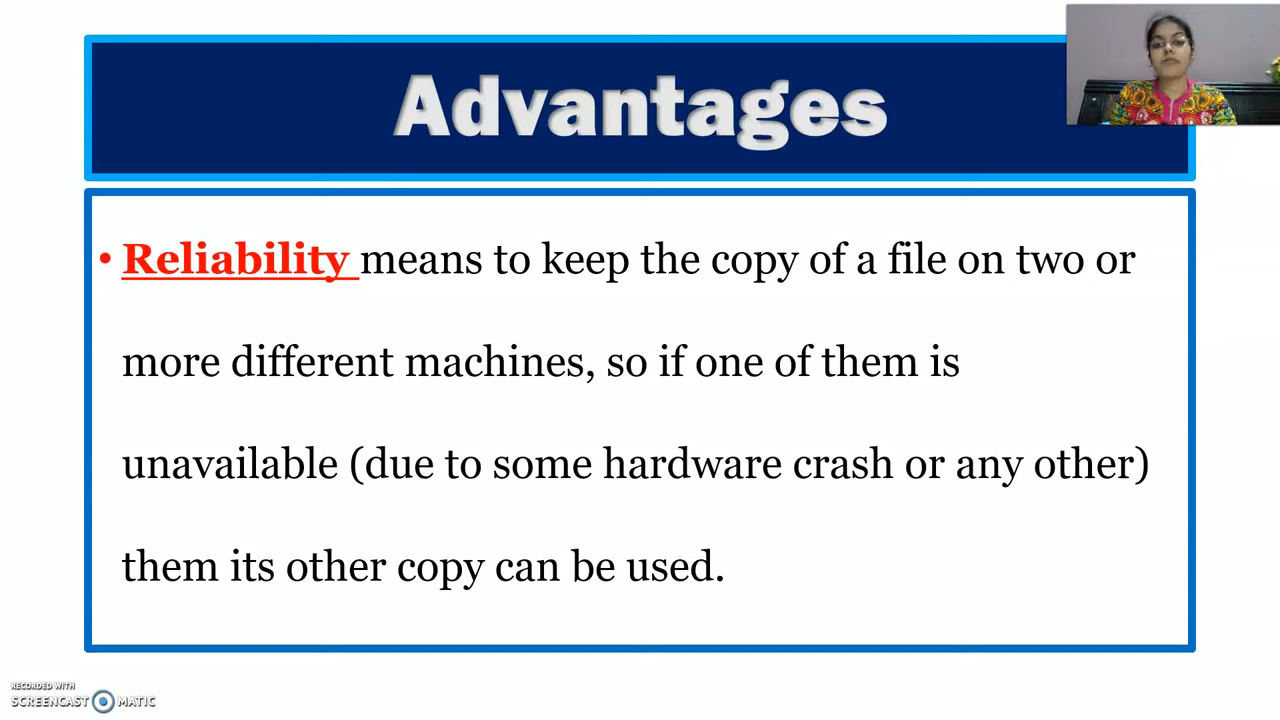 Advantages
• Reliability means to keep the copy of a file on two or
more different machines, so if one of them is
unavailable (due to some hardware crash or any other)
them its other copy can be used.
RECORDED WITH
SCREENCAST MATIC